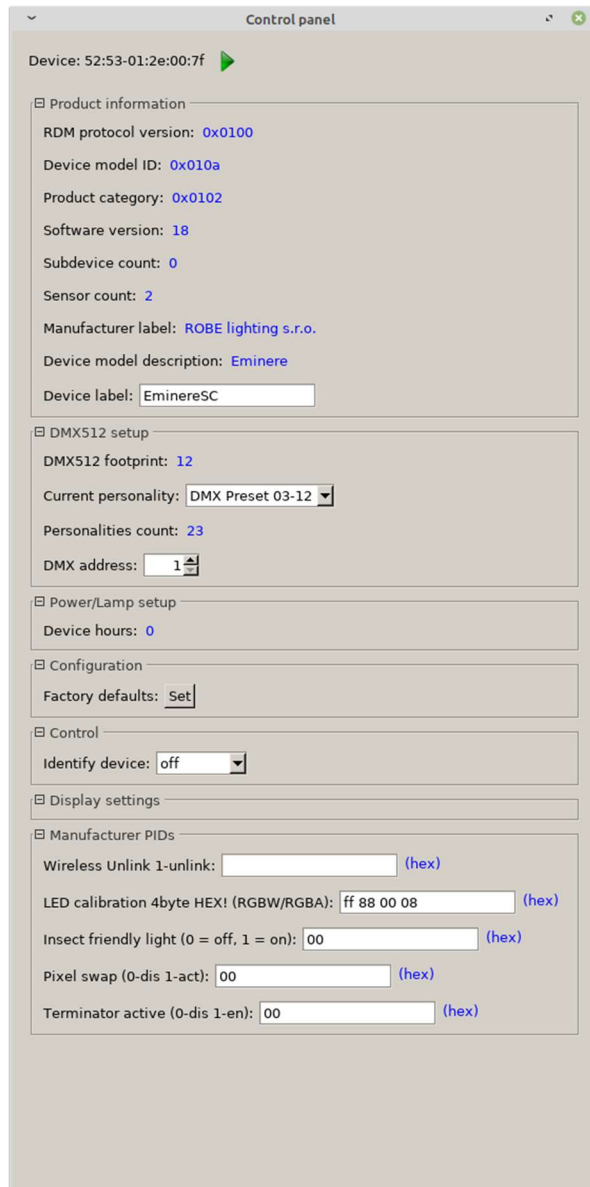 Control panel
Device: 52:53-01:2e:00:7f
Product information
RDM protocol version: 0x0100
Device model ID: 0x010a
Product category: 0x0102
Software version: 18
Subdevice count: 0
Sensor count: 2
Manufacturer label: ROBE lighting s.r.o.
Device model description: Eminere
Device label: EminereSC
DMX512 setup
DMX512 footprint: 12
Current personality: DMX Preset 03-12
Personalities count: 23
DMX address: 1
Power/Lamp setup
Device hours: 0
Configuration
Factory defaults: Set
Control
Identify device: off
Display settings
Manufacturer PIDs
Wireless Unlink 1-unlink: (hex)
LED calibration 4byte HEX! (RGBW/RGBA): ff 88 00 08 (hex)
Insect friendly light (0 = off, 1 = on): 00 (hex)
Pixel swap (0-dis 1-act): 00 (hex)
Terminator active (0-dis 1-en): 00 (hex)